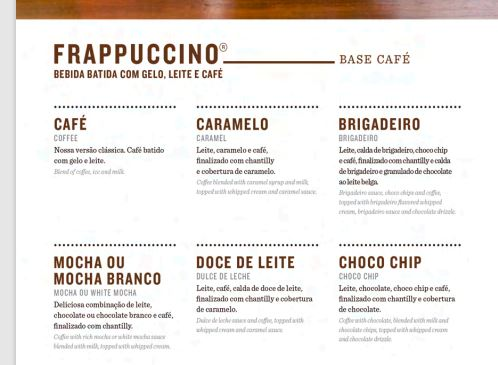 FRAPPUCCINO® BASE CAFÉ
BEBIDA BATIDA COM GELO, LEITE E CAFÉ
CAFÉ
COFFEE
Nossa versão clássica. Café batido
com gelo e leite.
Blend of coffee, ice and milk.
CARAMELO
CARAMEL
Leite, caramelo e café,
finalizado com chantilly
e cobertura de caramelo.
Coffee blended with caramel syrup and milk,
topped with whipped cream and caramel sauce.
BRIGADEIRO
BRIGADEIRO
Leite, calda de brigadeiro, choco chip
e café, finalizado com chantilly e calda
de brigadeiro e granulado de chocolate
ao leite belga.
Brigadeiro sauce, choco chips and coffee,
topped with brigadeiro flavored whipped
cream, brigadeiro sauce and chocolate drizzle.
MOCHA OU
MOCHA BRANCO
MOCHA OU WHITE MOCHA
Deliciosa combinação de leite,
chocolate ou chocolate branco e café,
finalizado com chantilly.
Coffee with rich mocha or white mocha sauce
blended with milk, topped with whipped cream.
DOCE DE LEITE
DULCE DE LECHE
Leite, café, calda de doce de leite,
finalizado com chantilly e cobertura
de caramelo.
Dulce de leche sauce and coffee, topped with
whipped cream and caramel sauce.
CHOCO CHIP
CHOCO CHIP
Leite, chocolate, choco chip e café,
finalizado com chantilly e cobertura
de chocolate.
Coffee with chocolate, blended with milk and
chocolate chips, topped with whipped cream
and chocolate drizzle.